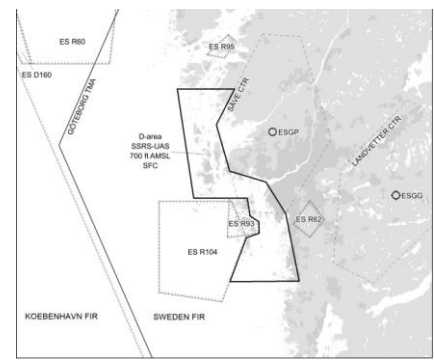 ES R60
ES R95
ES D160
GÖTEBORG TMA
SÄVE CTR
D-area
SSRS-UAS
700 ft AMSL
SFC
ESGP
LANDVETTER CTR
ESGG
ES R93
ES R62
ES R104
KOEBENHAVN FIR
SWEDEN FIR